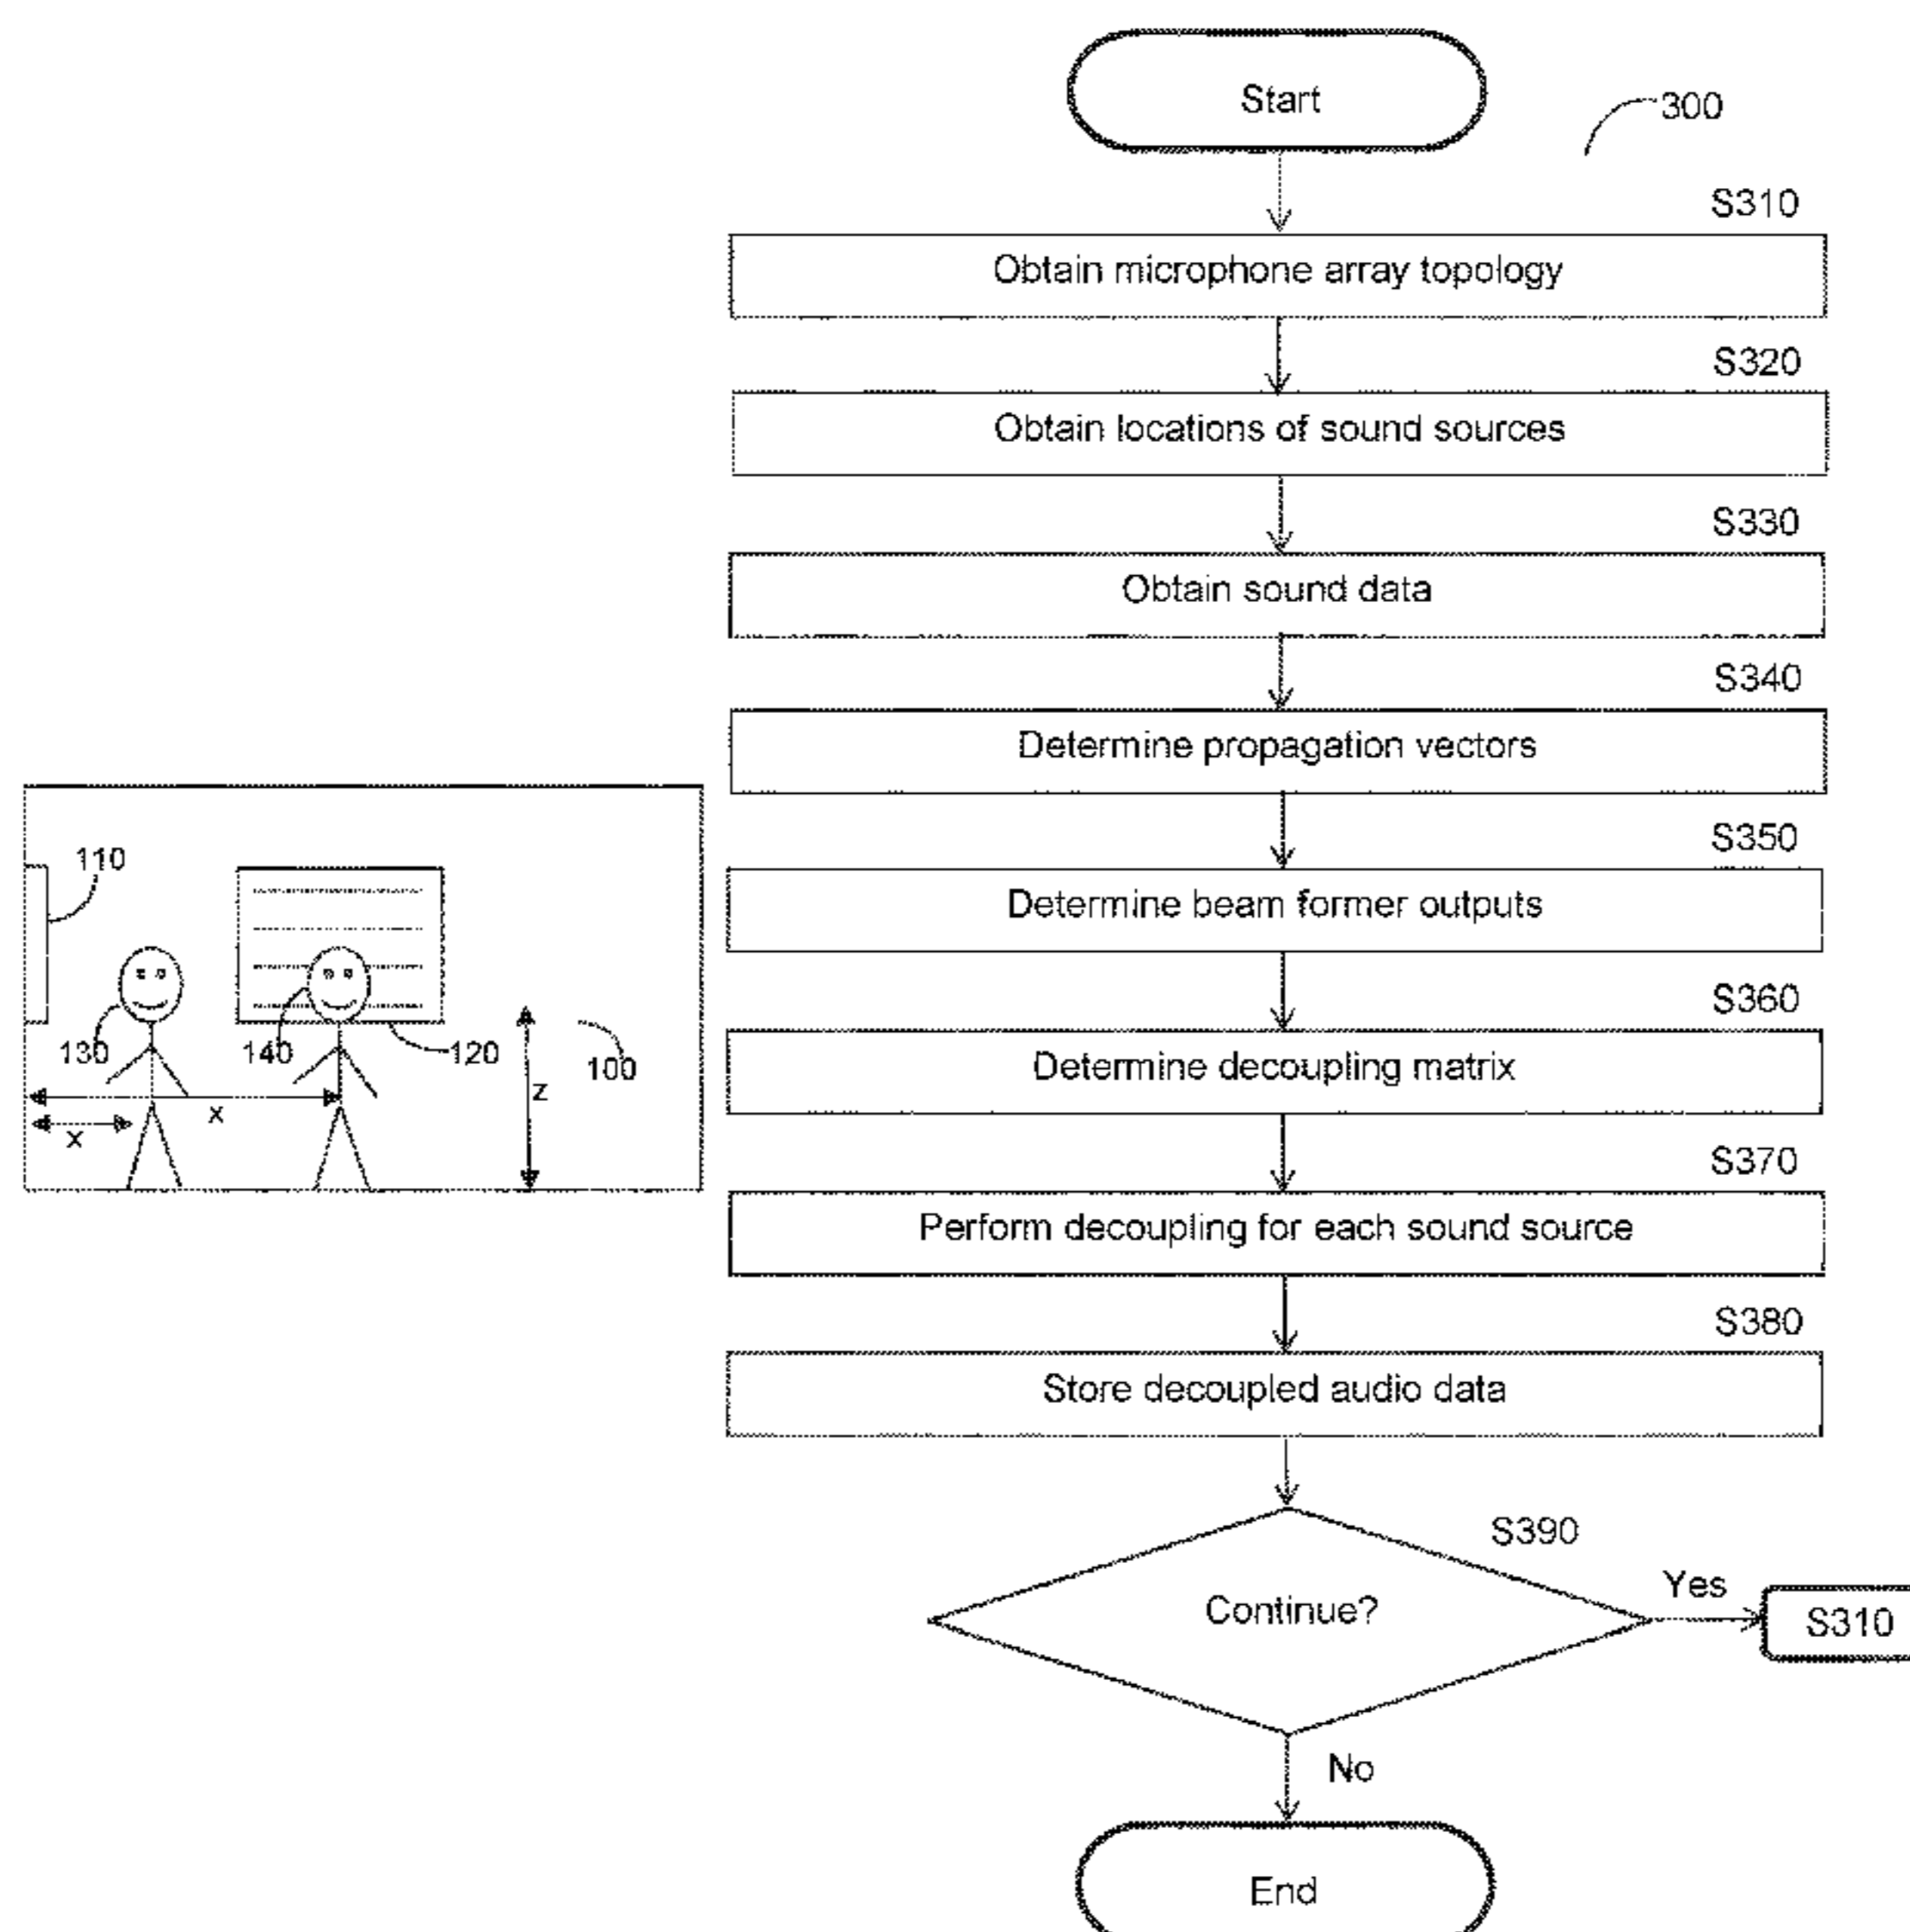 Start
300
S310
Obtain microphone array topology
S320
Obtain locations of sound sources
S330
Obtain sound data
S340
Determine propagation vectors
S350
Determine beam former outputs
S360
Determine decoupling matrix
S370
Perform decoupling for each sound source
S380
Store decoupled audio data
S390
Continue?
Yes
S310
No
End
110
130
140
120
100
x
x
z